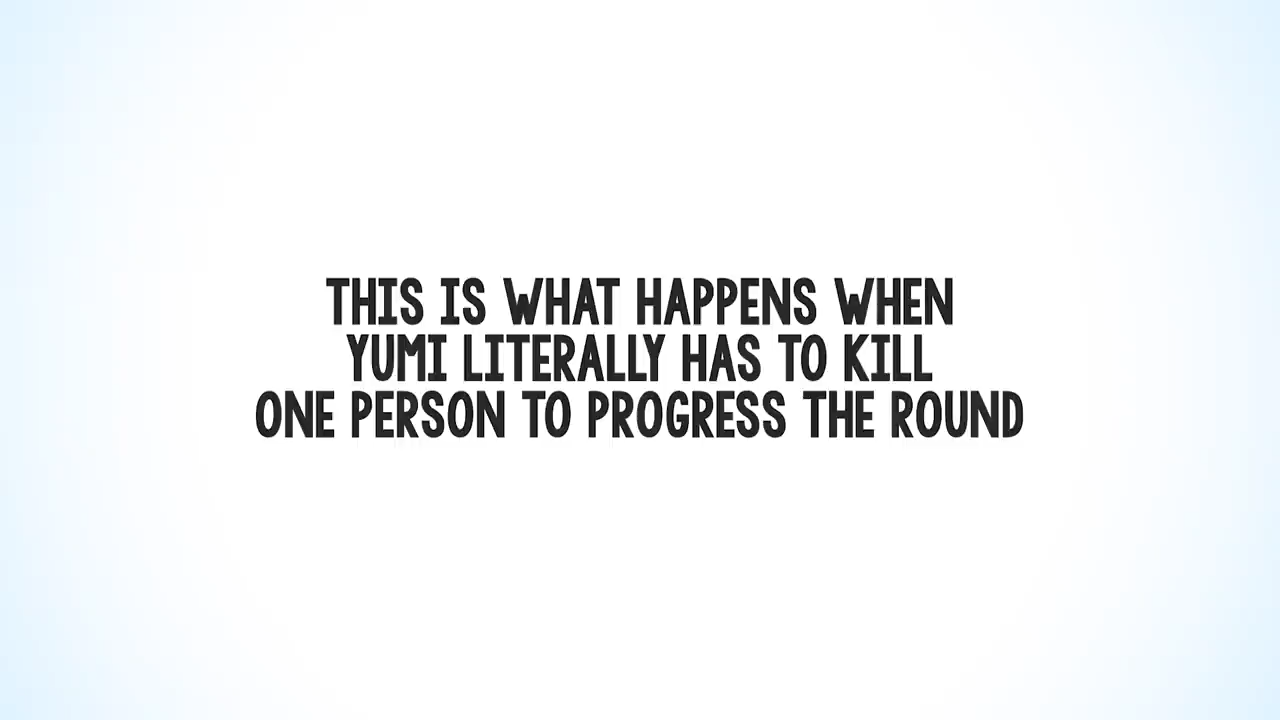 THIS IS WHAT HAPPENS WHEN
YUMI LITERALLY HAS TO KILL
ONE PERSON TO PROGRESS THE ROUND